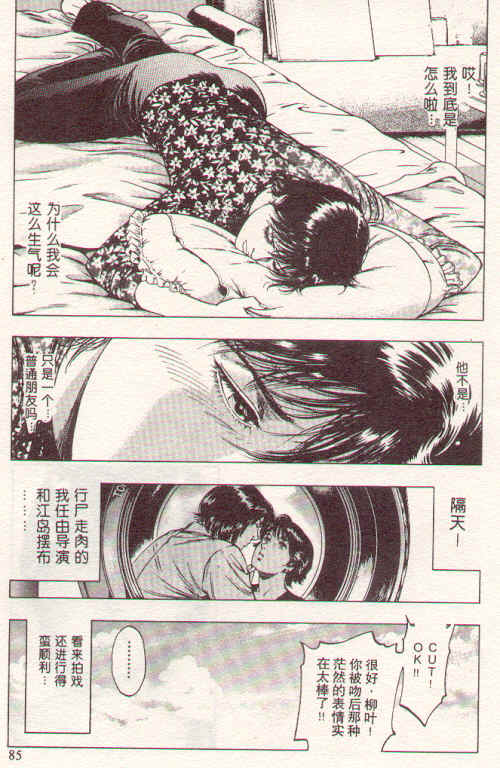 哎！
我到底是
怎么啦…
为什么我会
这么生气呢？
他不是…
只是一个…
普通朋友吗…
隔天—
行尸走肉的
我任由导演
和江岛摆布
………
CUT！
OK！！
很好．柳叶！
你被吻后那种
茫然的表情实
在太棒了！！
………
看来拍戏
还进行得
蛮顺利…
85